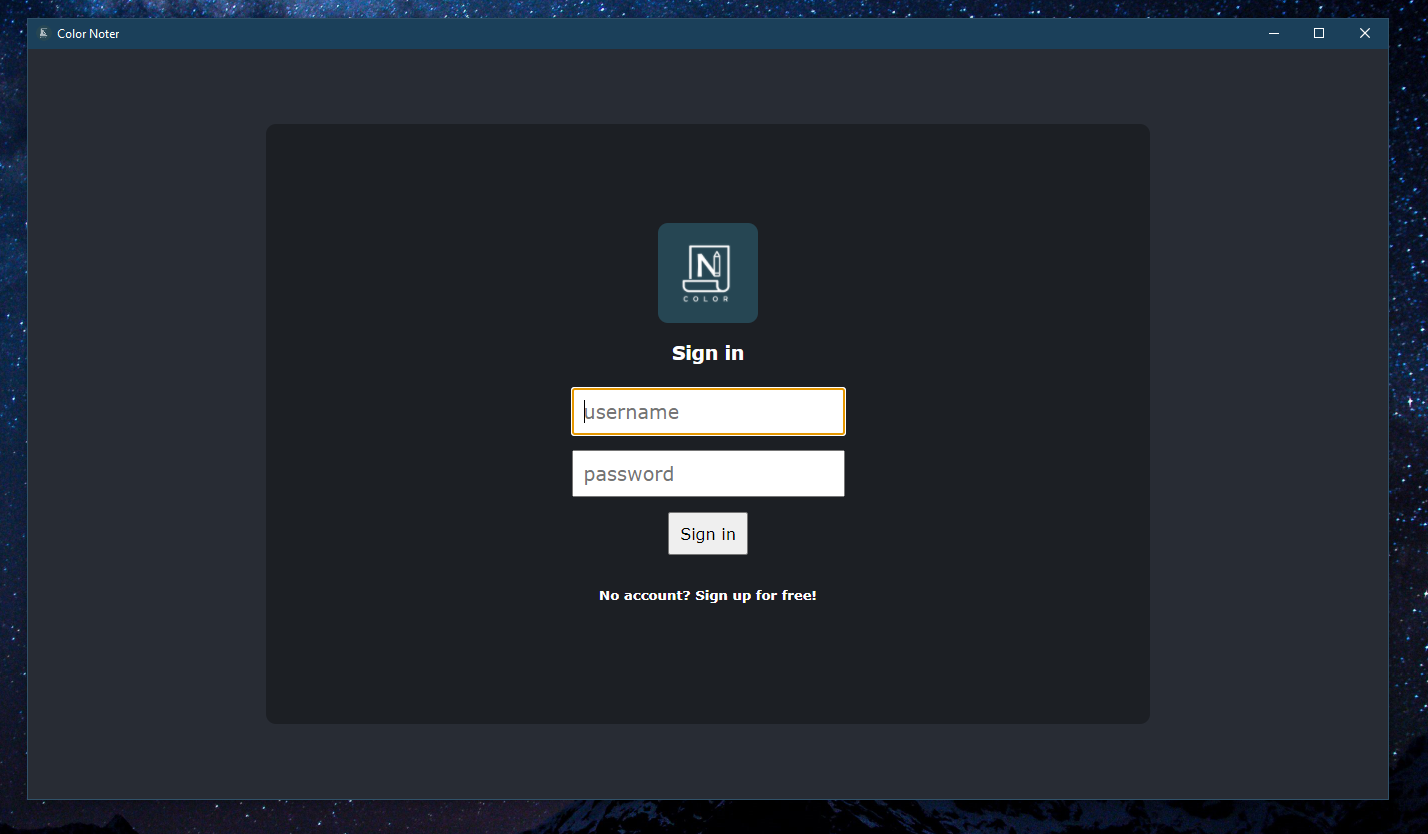 Color Noter
N
COLOR
Sign in
username
password
Sign in
No account? Sign up for free!